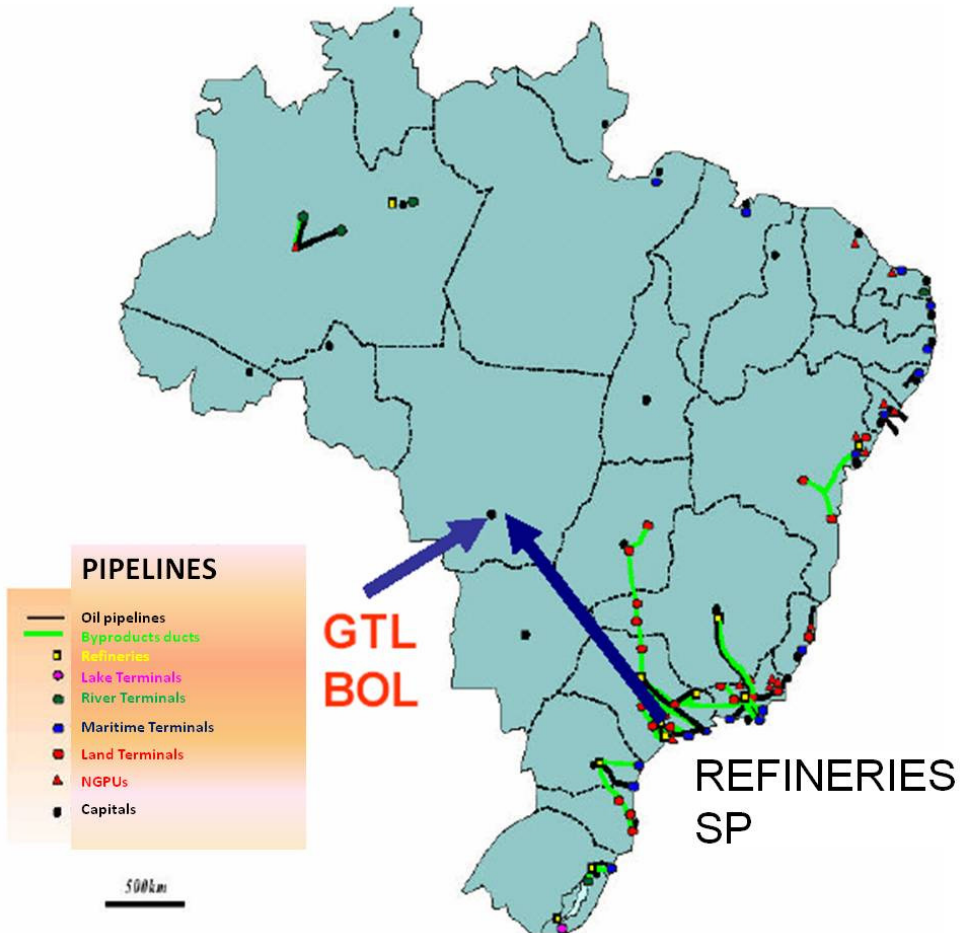 PIPELINES
Oil pipelines
Byproducts ducts
Refineries
Lake Terminals
River Terminals
Maritime Terminals
Land Terminals
NGPUs
Capitals
500km
GTL
BOL
REFINERIES
SP